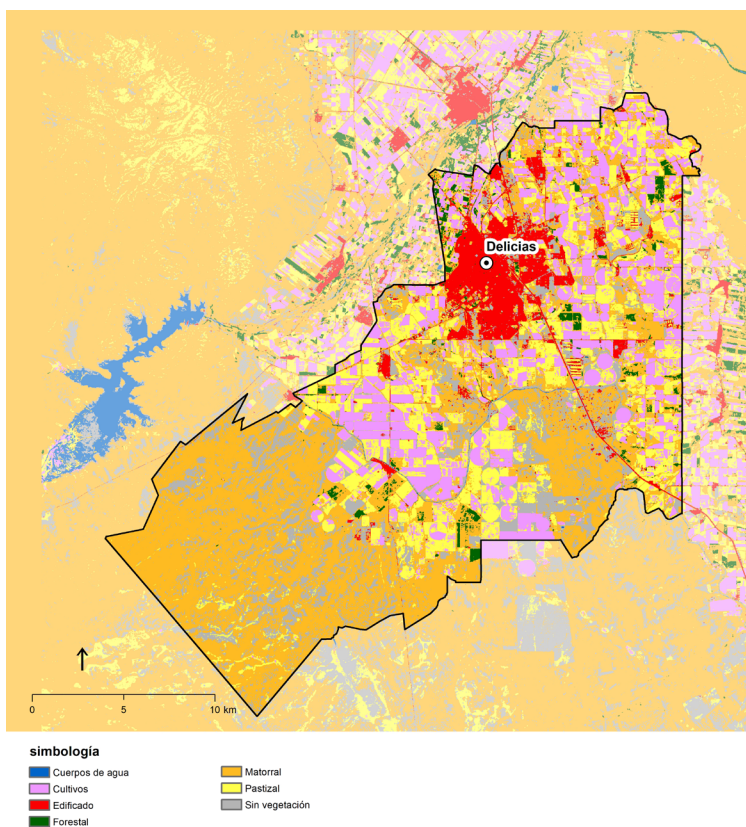 Delicias
0 5 10 km
simbología
Cuerpos de agua
Cultivos
Edificado
Forestal
Matorral
Pastizal
Sin vegetación